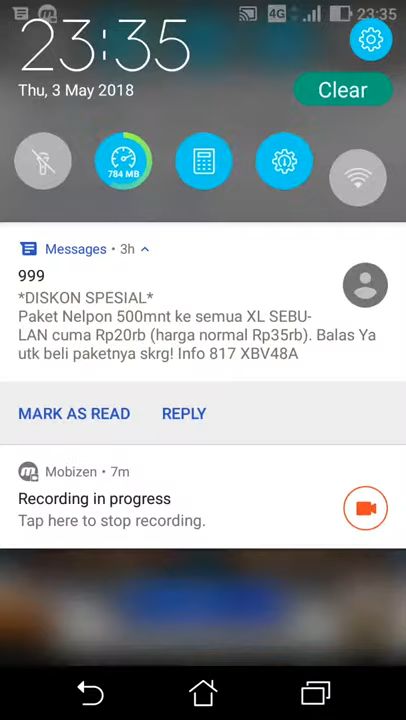 4G 23:35
23:35
Thu, 3 May 2018
Clear
784 MB
Messages • 3h
999
*DISKON SPESIAL*
Paket Nelpon 500mnt ke semua XL SEBU-
LAN cuma Rp20rb (harga normal Rp35rb). Balas Ya
utk beli paketnya skrg! Info 817 XBV48A
MARK AS READ REPLY
Mobizen • 7m
Recording in progress
Tap here to stop recording.